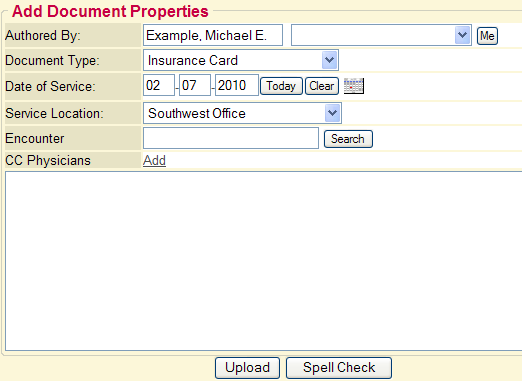 Add Document Properties
Authored By: Example, Michael E. Me
Document Type: Insurance Card
Date of Service: 02 - 07 - 2010 Today Clear
Service Location: Southwest Office
Encounter Search
CC Physicians Add
Upload Spell Check